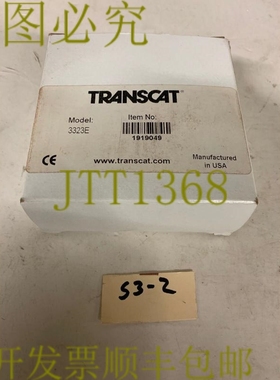 图必究
TRANSCAT
Model: Item No:
3323E 1919049
CE www.transcat.com Manufactured
in USA
JTT1368
S3-2
开发票顺丰包邮